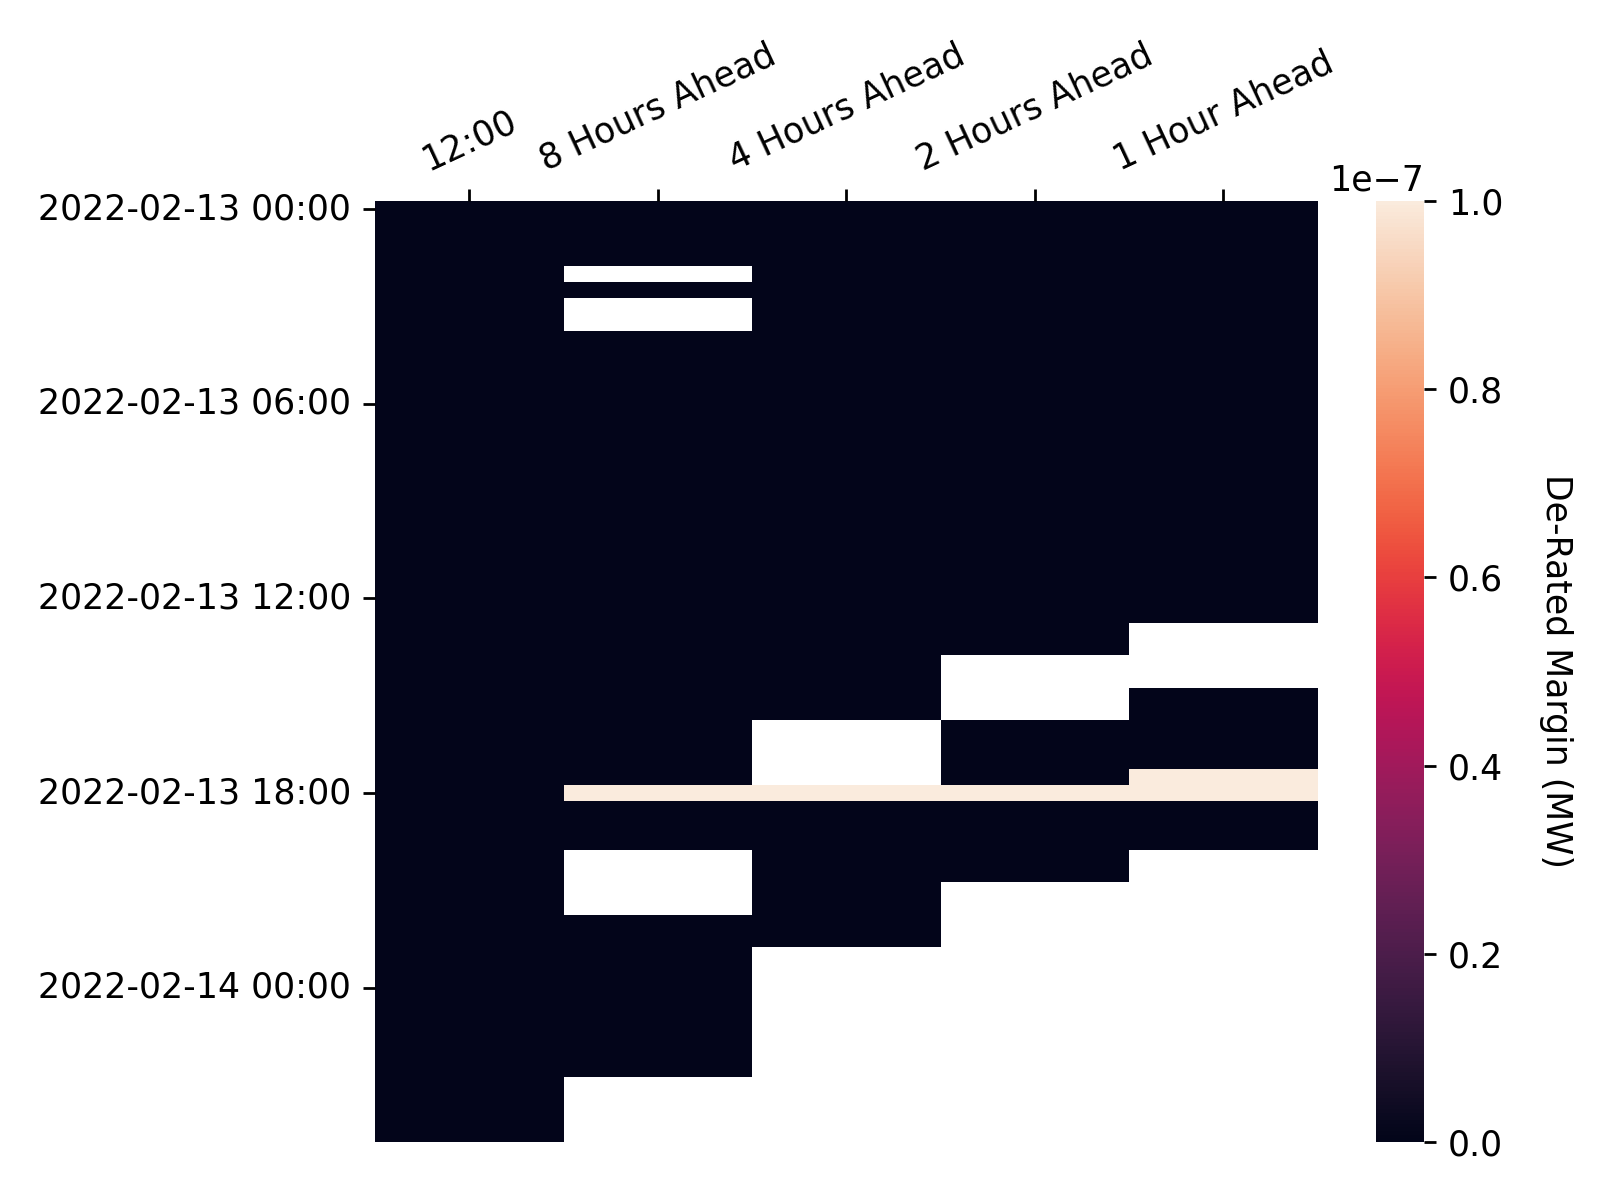 12:00
8 Hours Ahead
4 Hours Ahead
2 Hours Ahead
1 Hour Ahead
2022-02-13 00:00
2022-02-13 06:00
2022-02-13 12:00
2022-02-13 18:00
2022-02-14 00:00
1e−7
1.0
0.8
0.6
0.4
0.2
0.0
De-Rated Margin (MW)